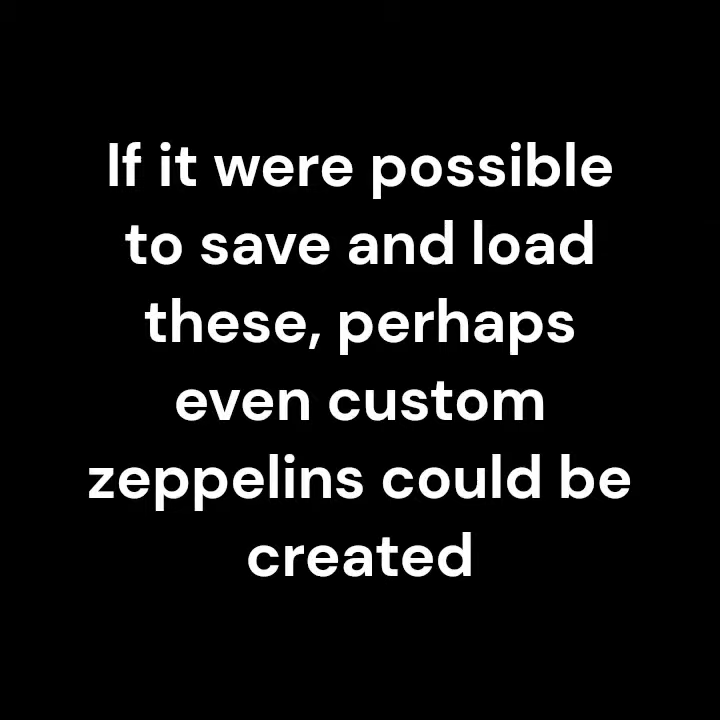 If it were possible
to save and load
these, perhaps
even custom
zeppelins could be
created